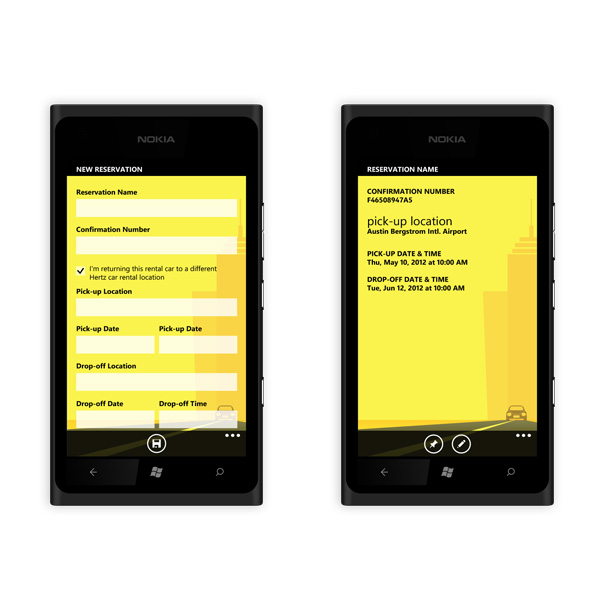 NOKIA
NEW RESERVATION
Reservation Name
Confirmation Number
I'm returning this rental car to a different
Hertz car rental location
Pick-up Location
Pick-up Date Pick-up Date
Drop-off Location
Drop-off Date Drop-off Time
NOKIA
RESERVATION NAME
CONFIRMATION NUMBER
F46508947A5
pick-up location
Austin Bergstrom Intl. Airport
PICK-UP DATE & TIME
Thu, May 10, 2012 at 10:00 AM
DROP-OFF DATE & TIME
Tue, Jun 12, 2012 at 10:00 AM